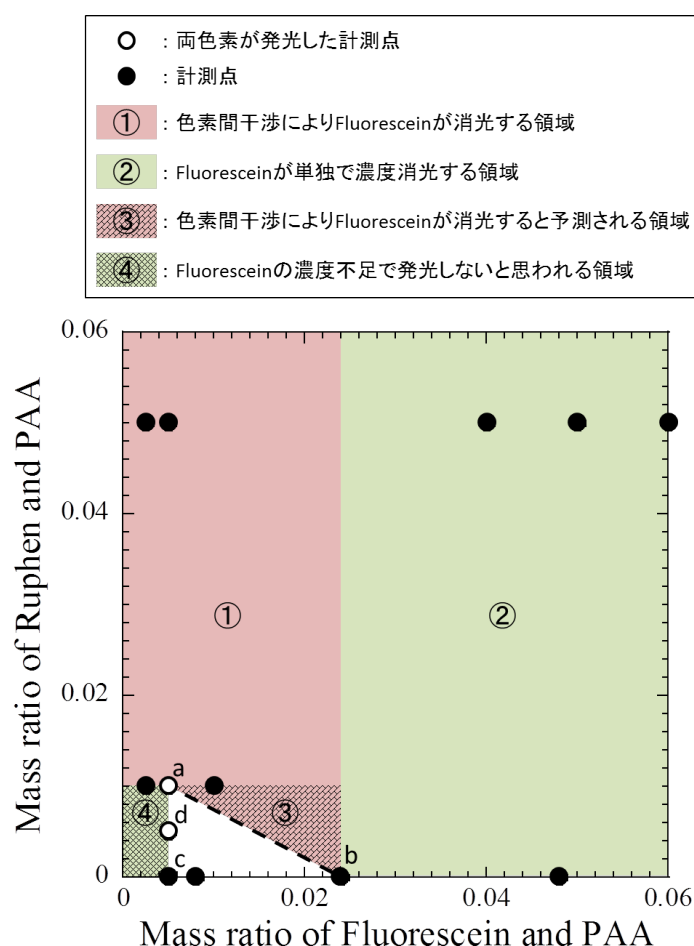 ○ : 両色素が発光した計測点
● : 計測点
① : 色素間干渉によりFluoresceinが消光する領域
② : Fluoresceinが単独で濃度消光する領域
③ : 色素間干渉によりFluoresceinが消光すると予測される領域
④ : Fluoresceinの濃度不足で発光しないと思われる領域
Mass ratio of Ruphen and PAA
0.06
0.04
0.02
0
①
②
③
④
a
b
c
d
0
0.02
0.04
0.06
Mass ratio of Fluorescein and PAA